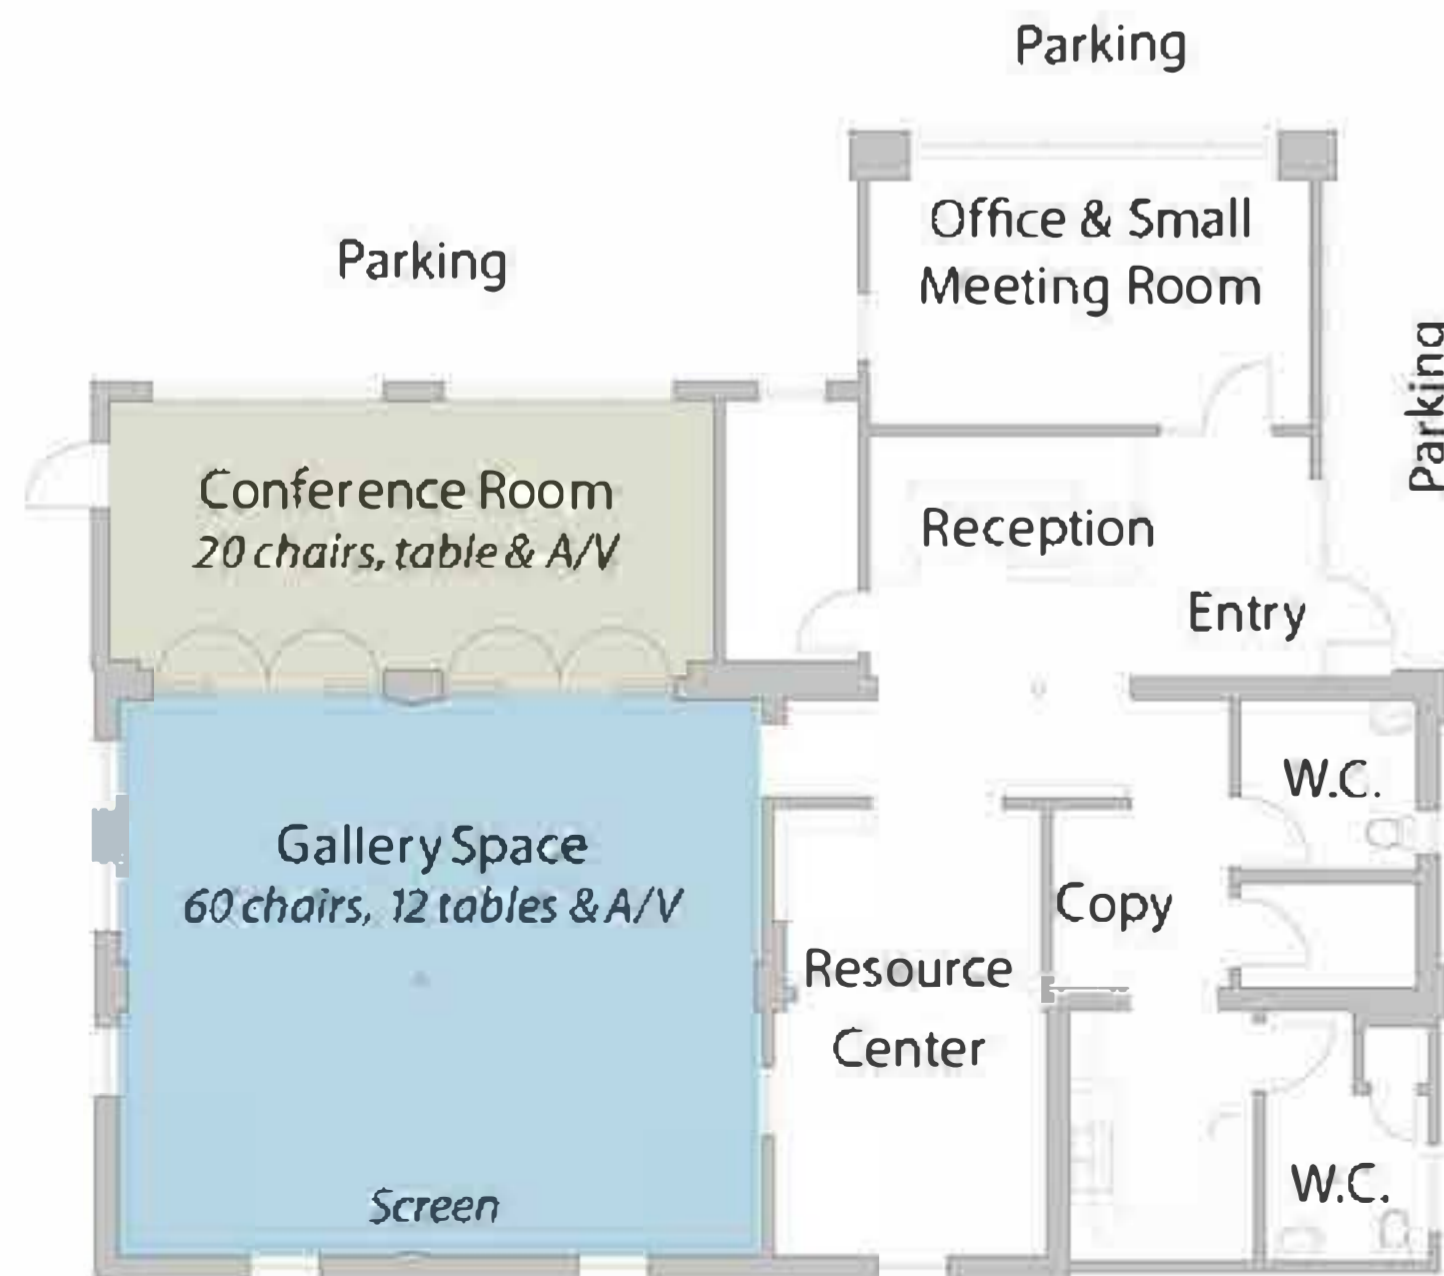 Parking
Office & Small
Meeting Room
Parking
Parking
Conference Room
20 chairs, table & A/V
Reception
Entry
W.C.
Gallery Space
60 chairs, 12 tables & A/V
Copy
Resource
Center
Screen
W.C.